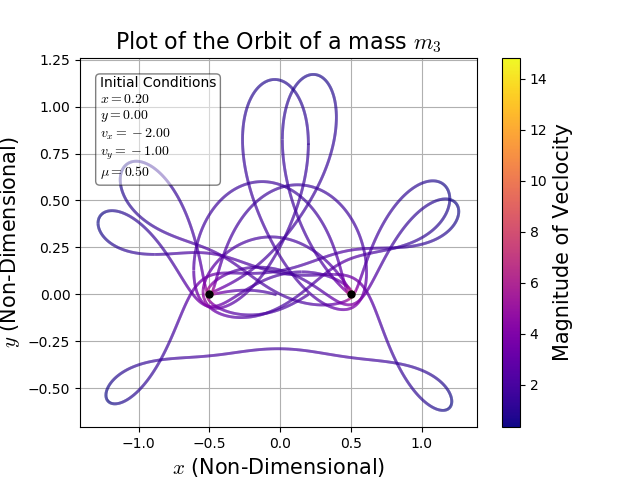 Plot of the Orbit of a mass m₃
Initial Conditions
x = 0.20
y = 0.00
vₓ = −2.00
v_y = −1.00
μ = 0.50
1.25
1.00
0.75
0.50
0.25
0.00
−0.25
−0.50
y (Non-Dimensional)
−1.0 −0.5 0.0 0.5 1.0
x (Non-Dimensional)
14
12
10
8
6
4
2
Magnitude of Veclocity